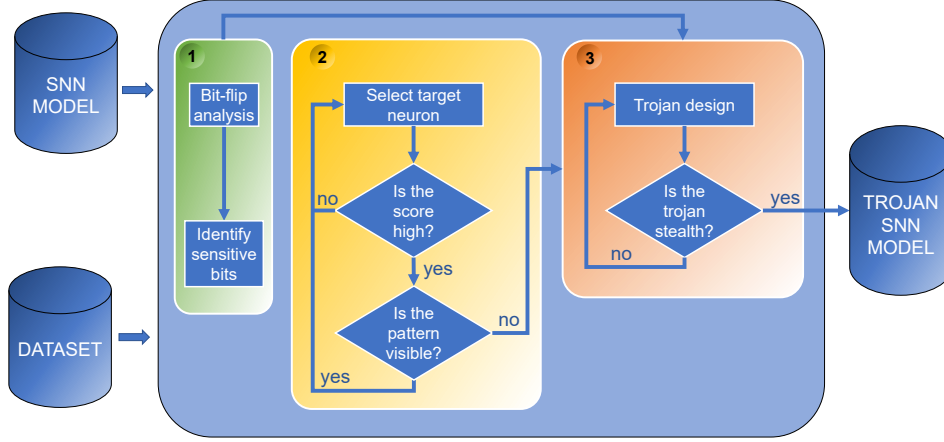 SNN
MODEL
DATASET
1
Bit-flip
analysis
Identify
sensitive
bits
2
Select target
neuron
Is the
score
high?
no
yes
Is the
pattern
visible?
no
yes
3
Trojan design
Is the
trojan
stealth?
yes
no
TROJAN
SNN
MODEL